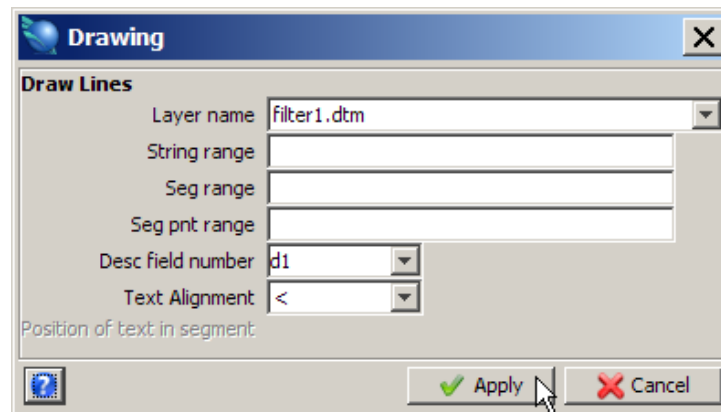 Drawing
Draw Lines
Layer name filter1.dtm
String range
Seg range
Seg pnt range
Desc field number d1
Text Alignment <
Position of text in segment
? Apply Cancel